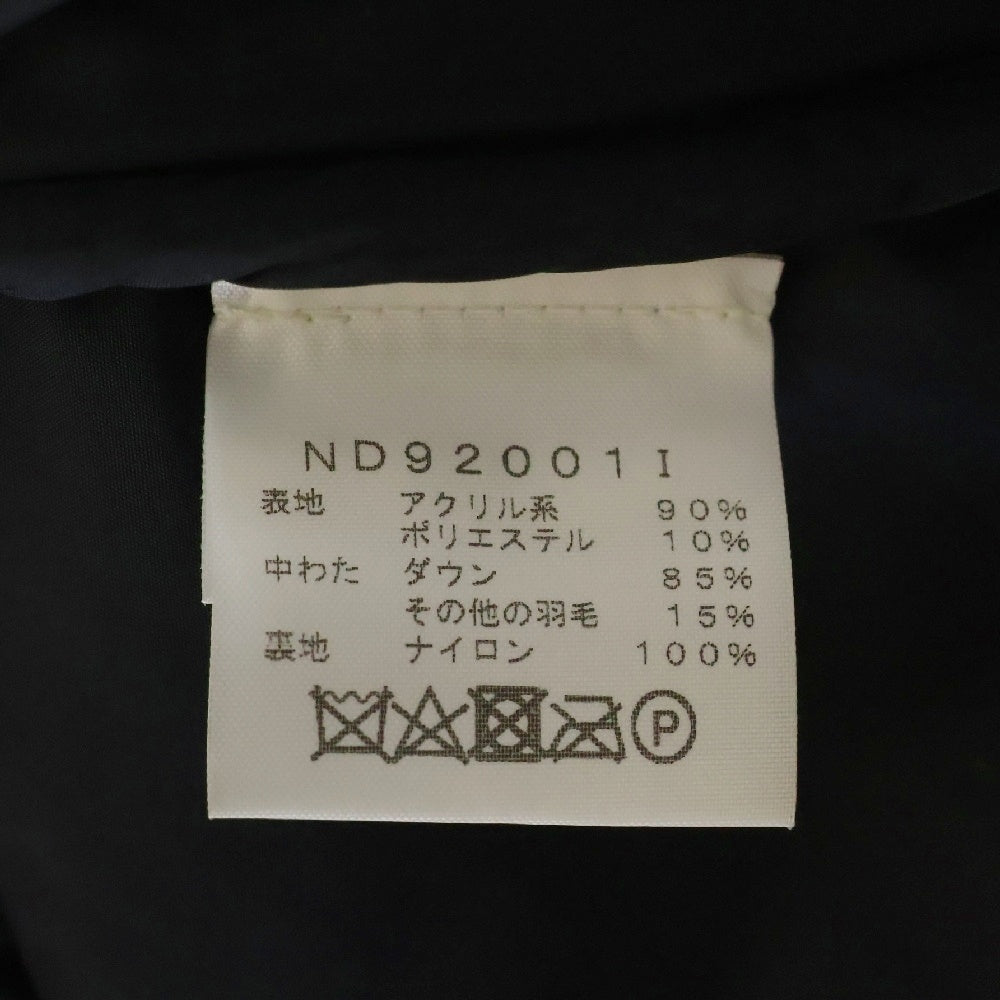 ND92001I
表地 アクリル系 90%
ポリエステル 10%
中わた ダウン 85%
その他の羽毛 15%
裏地 ナイロン 100%
P